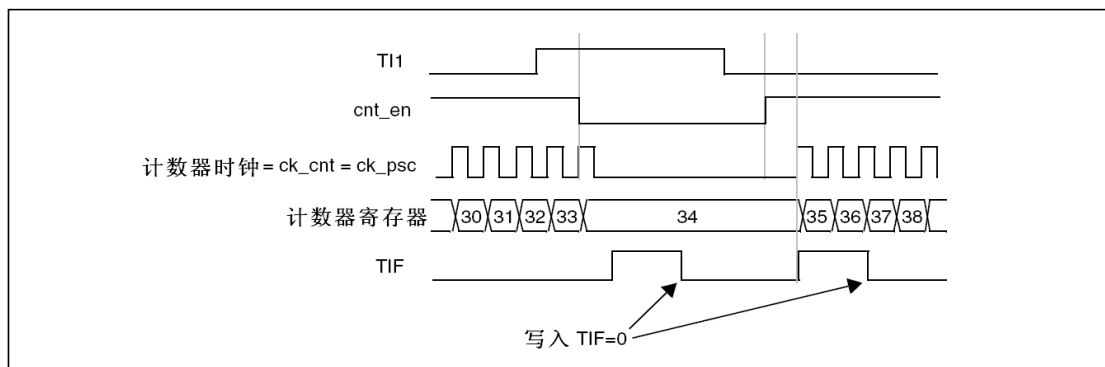 TI1
cnt_en
计数器时钟= ck_cnt = ck_psc
计数器寄存器 30 31 32 33 34 35 36 37 38
TIF
写入 TIF=0